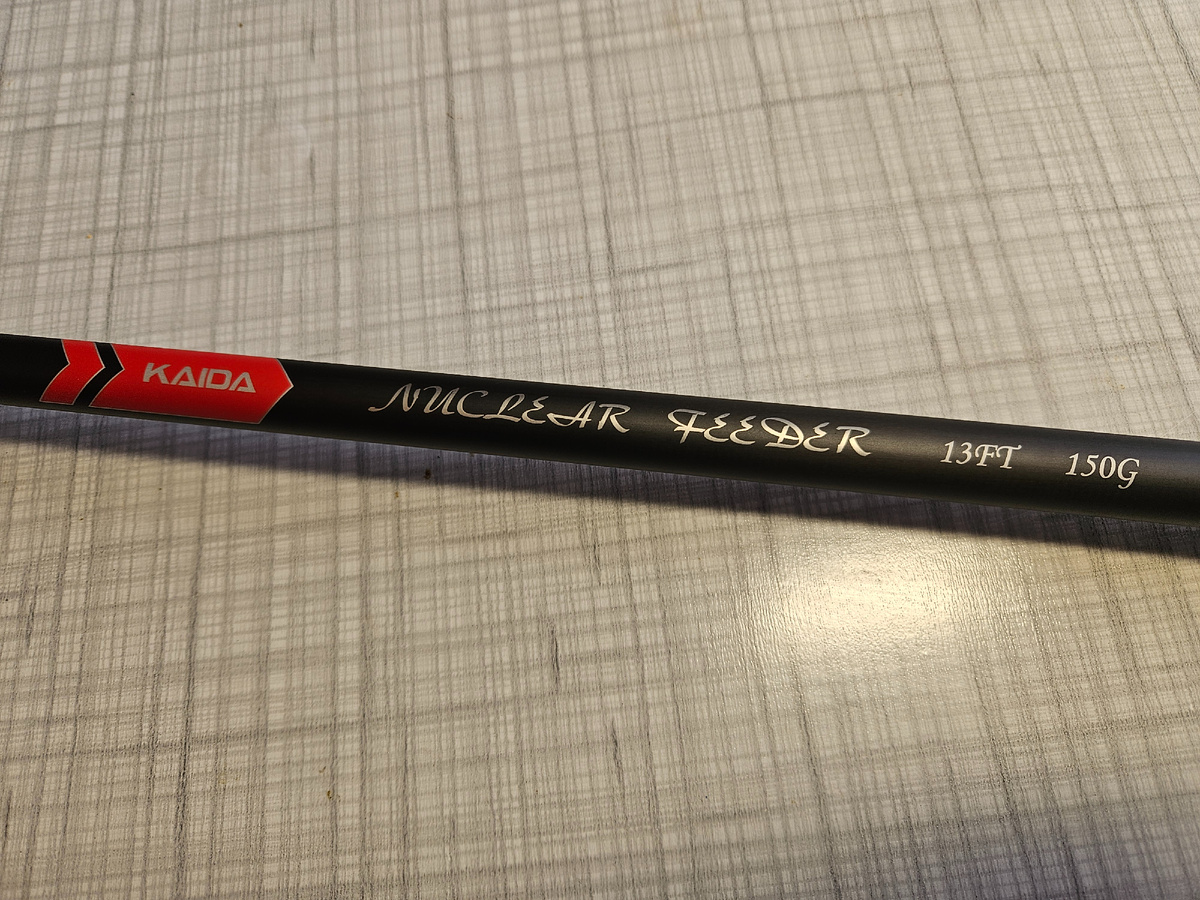 KAIDA NUCLEAR FEEDER 13FT 150G